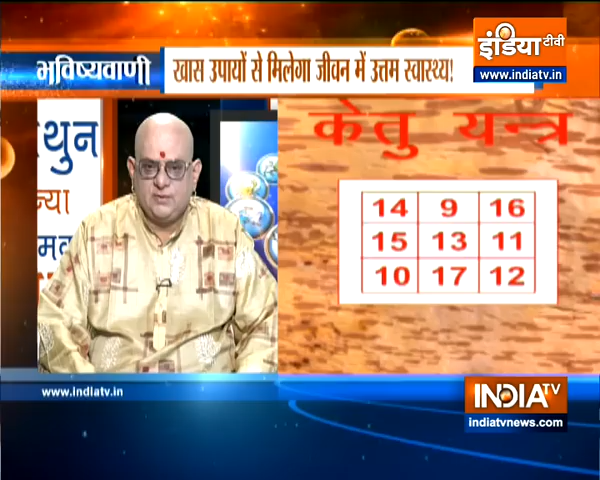 इंडिया टीवी
www.indiatv.in
भविष्यवाणी
खास उपायों से मिलेगा जीवन में उत्तम स्वास्थ्य!
थुन
न्या
केतु यन्त्र
14 9 16
15 13 11
10 17 12
www.indiatv.in
INDIA TV
indiatvnews.com